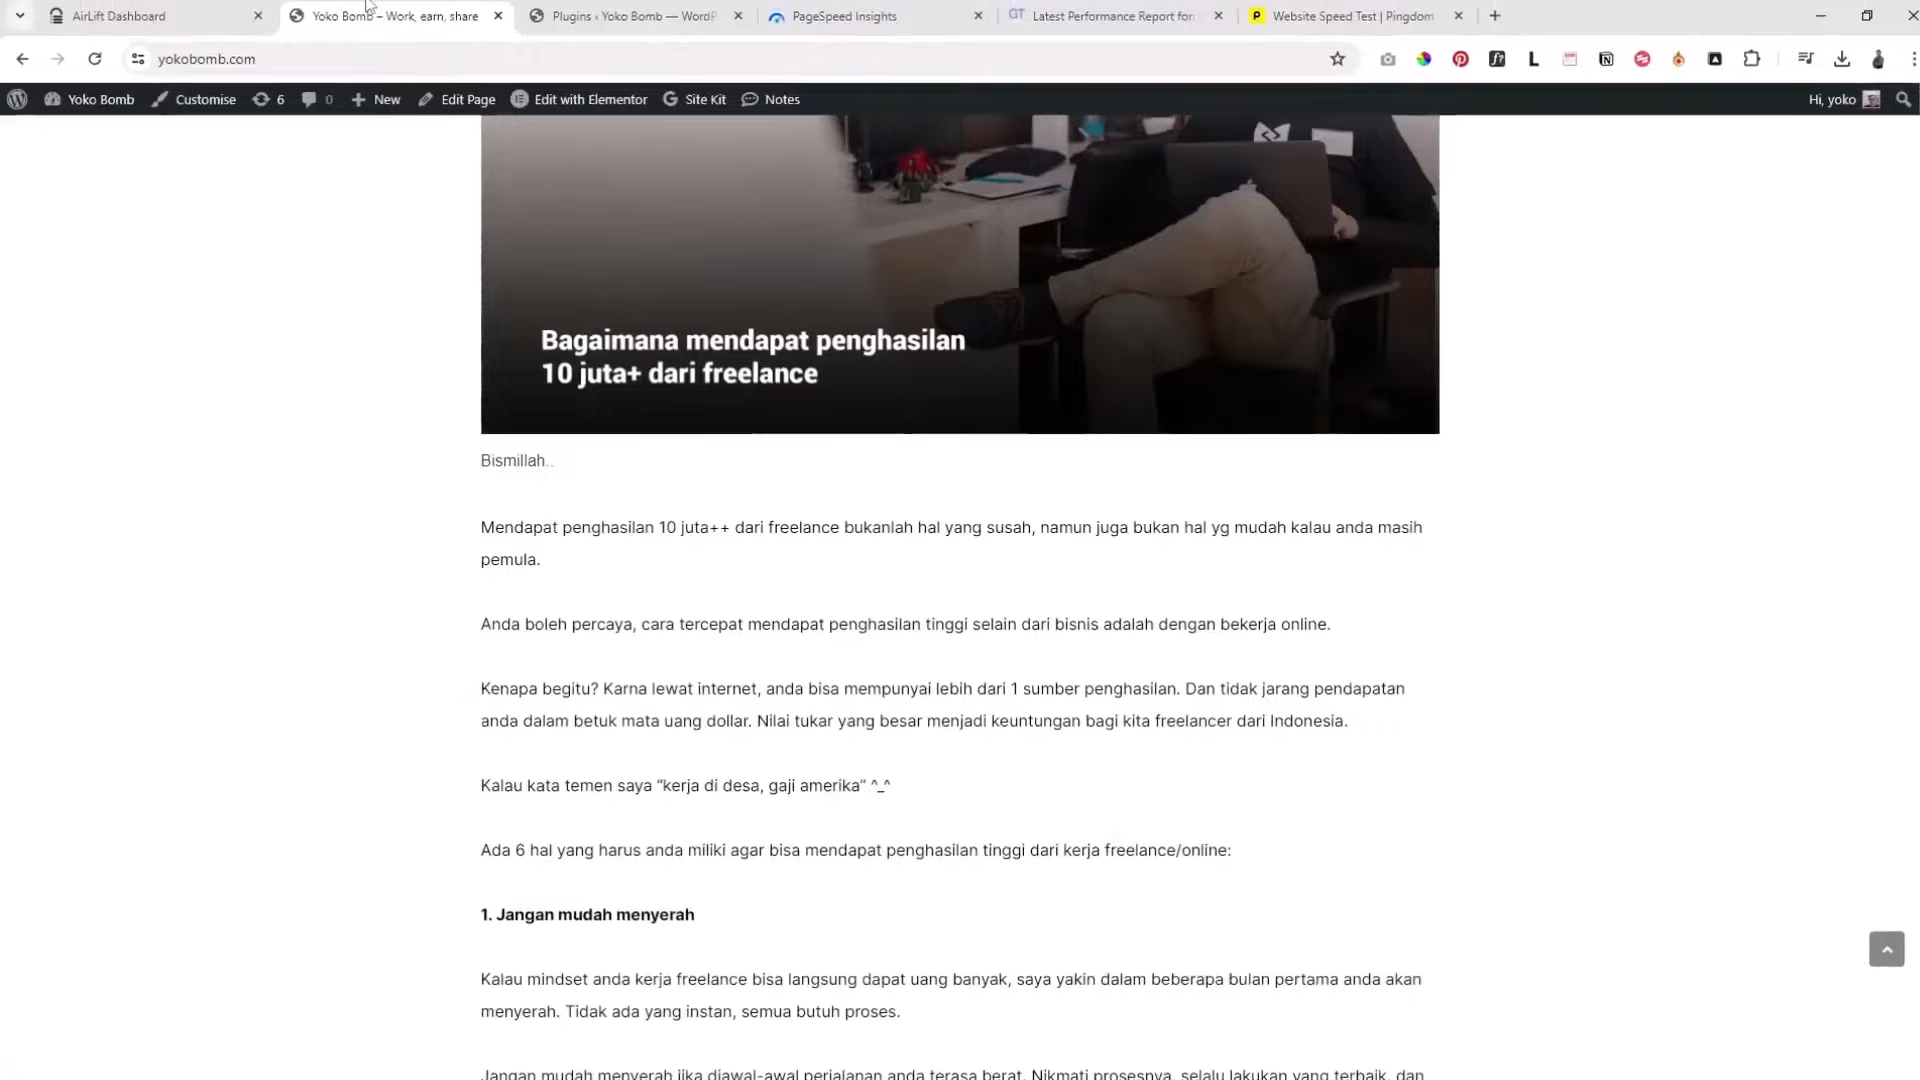 AirLift Dashboard
Yoko Bomb – Work, earn, share
Plugins ‹ Yoko Bomb — WordP
PageSpeed Insights
GT
Latest Performance Report for:
Website Speed Test | Pingdom
yokobomb.com
Yoko Bomb
Customise
6
0
New
Edit Page
Edit with Elementor
Site Kit
Notes
Hi, yoko
Bagaimana mendapat penghasilan
10 juta+ dari freelance
Bismillah..
Mendapat penghasilan 10 juta++ dari freelance bukanlah hal yang susah, namun juga bukan hal yg mudah kalau anda masih
pemula.
Anda boleh percaya, cara tercepat mendapat penghasilan tinggi selain dari bisnis adalah dengan bekerja online.
Kenapa begitu? Karna lewat internet, anda bisa mempunyai lebih dari 1 sumber penghasilan. Dan tidak jarang pendapatan
anda dalam betuk mata uang dollar. Nilai tukar yang besar menjadi keuntungan bagi kita freelancer dari Indonesia.
Kalau kata temen saya “kerja di desa, gaji amerika” ^_^
Ada 6 hal yang harus anda miliki agar bisa mendapat penghasilan tinggi dari kerja freelance/online:
1. Jangan mudah menyerah
Kalau mindset anda kerja freelance bisa langsung dapat uang banyak, saya yakin dalam beberapa bulan pertama anda akan
menyerah. Tidak ada yang instan, semua butuh proses.
Jangan mudah menyerah jika diawal-awal perjalanan anda terasa berat. Nikmati prosesnya, selalu lakukan yang terbaik, dan